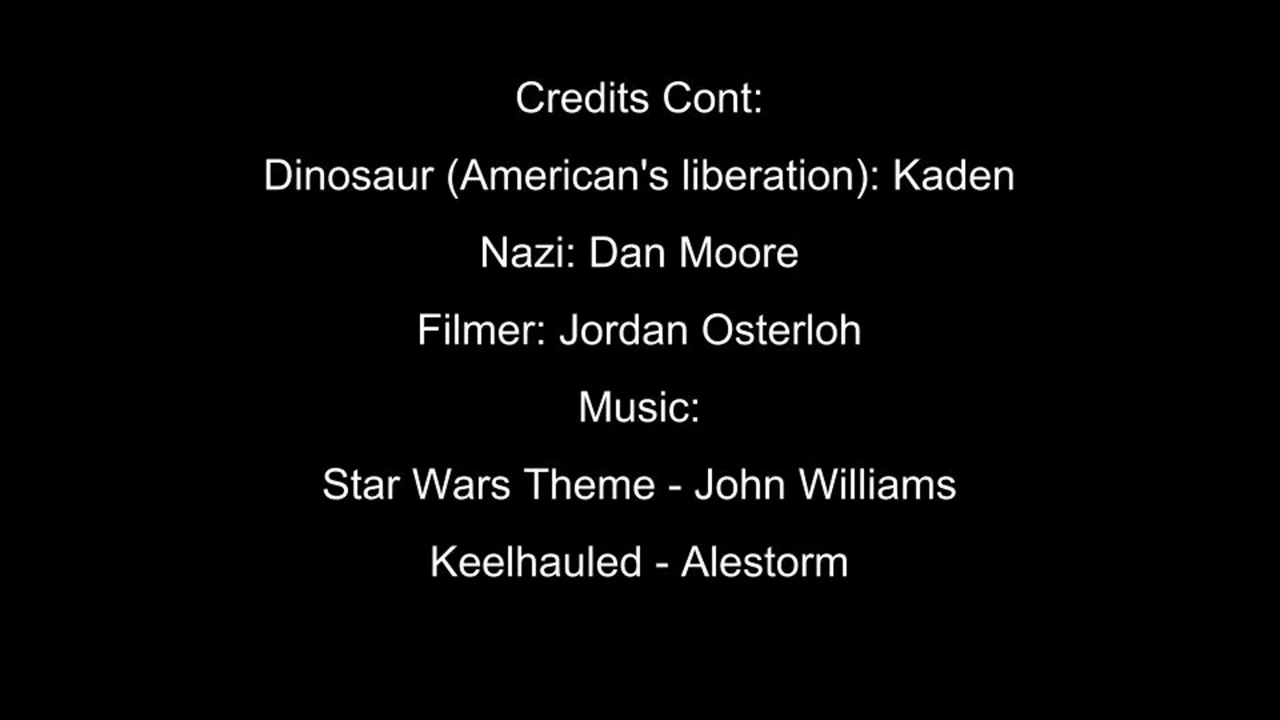 Credits Cont:
Dinosaur (American's liberation): Kaden
Nazi: Dan Moore
Filmer: Jordan Osterloh
Music:
Star Wars Theme - John Williams
Keelhauled - Alestorm